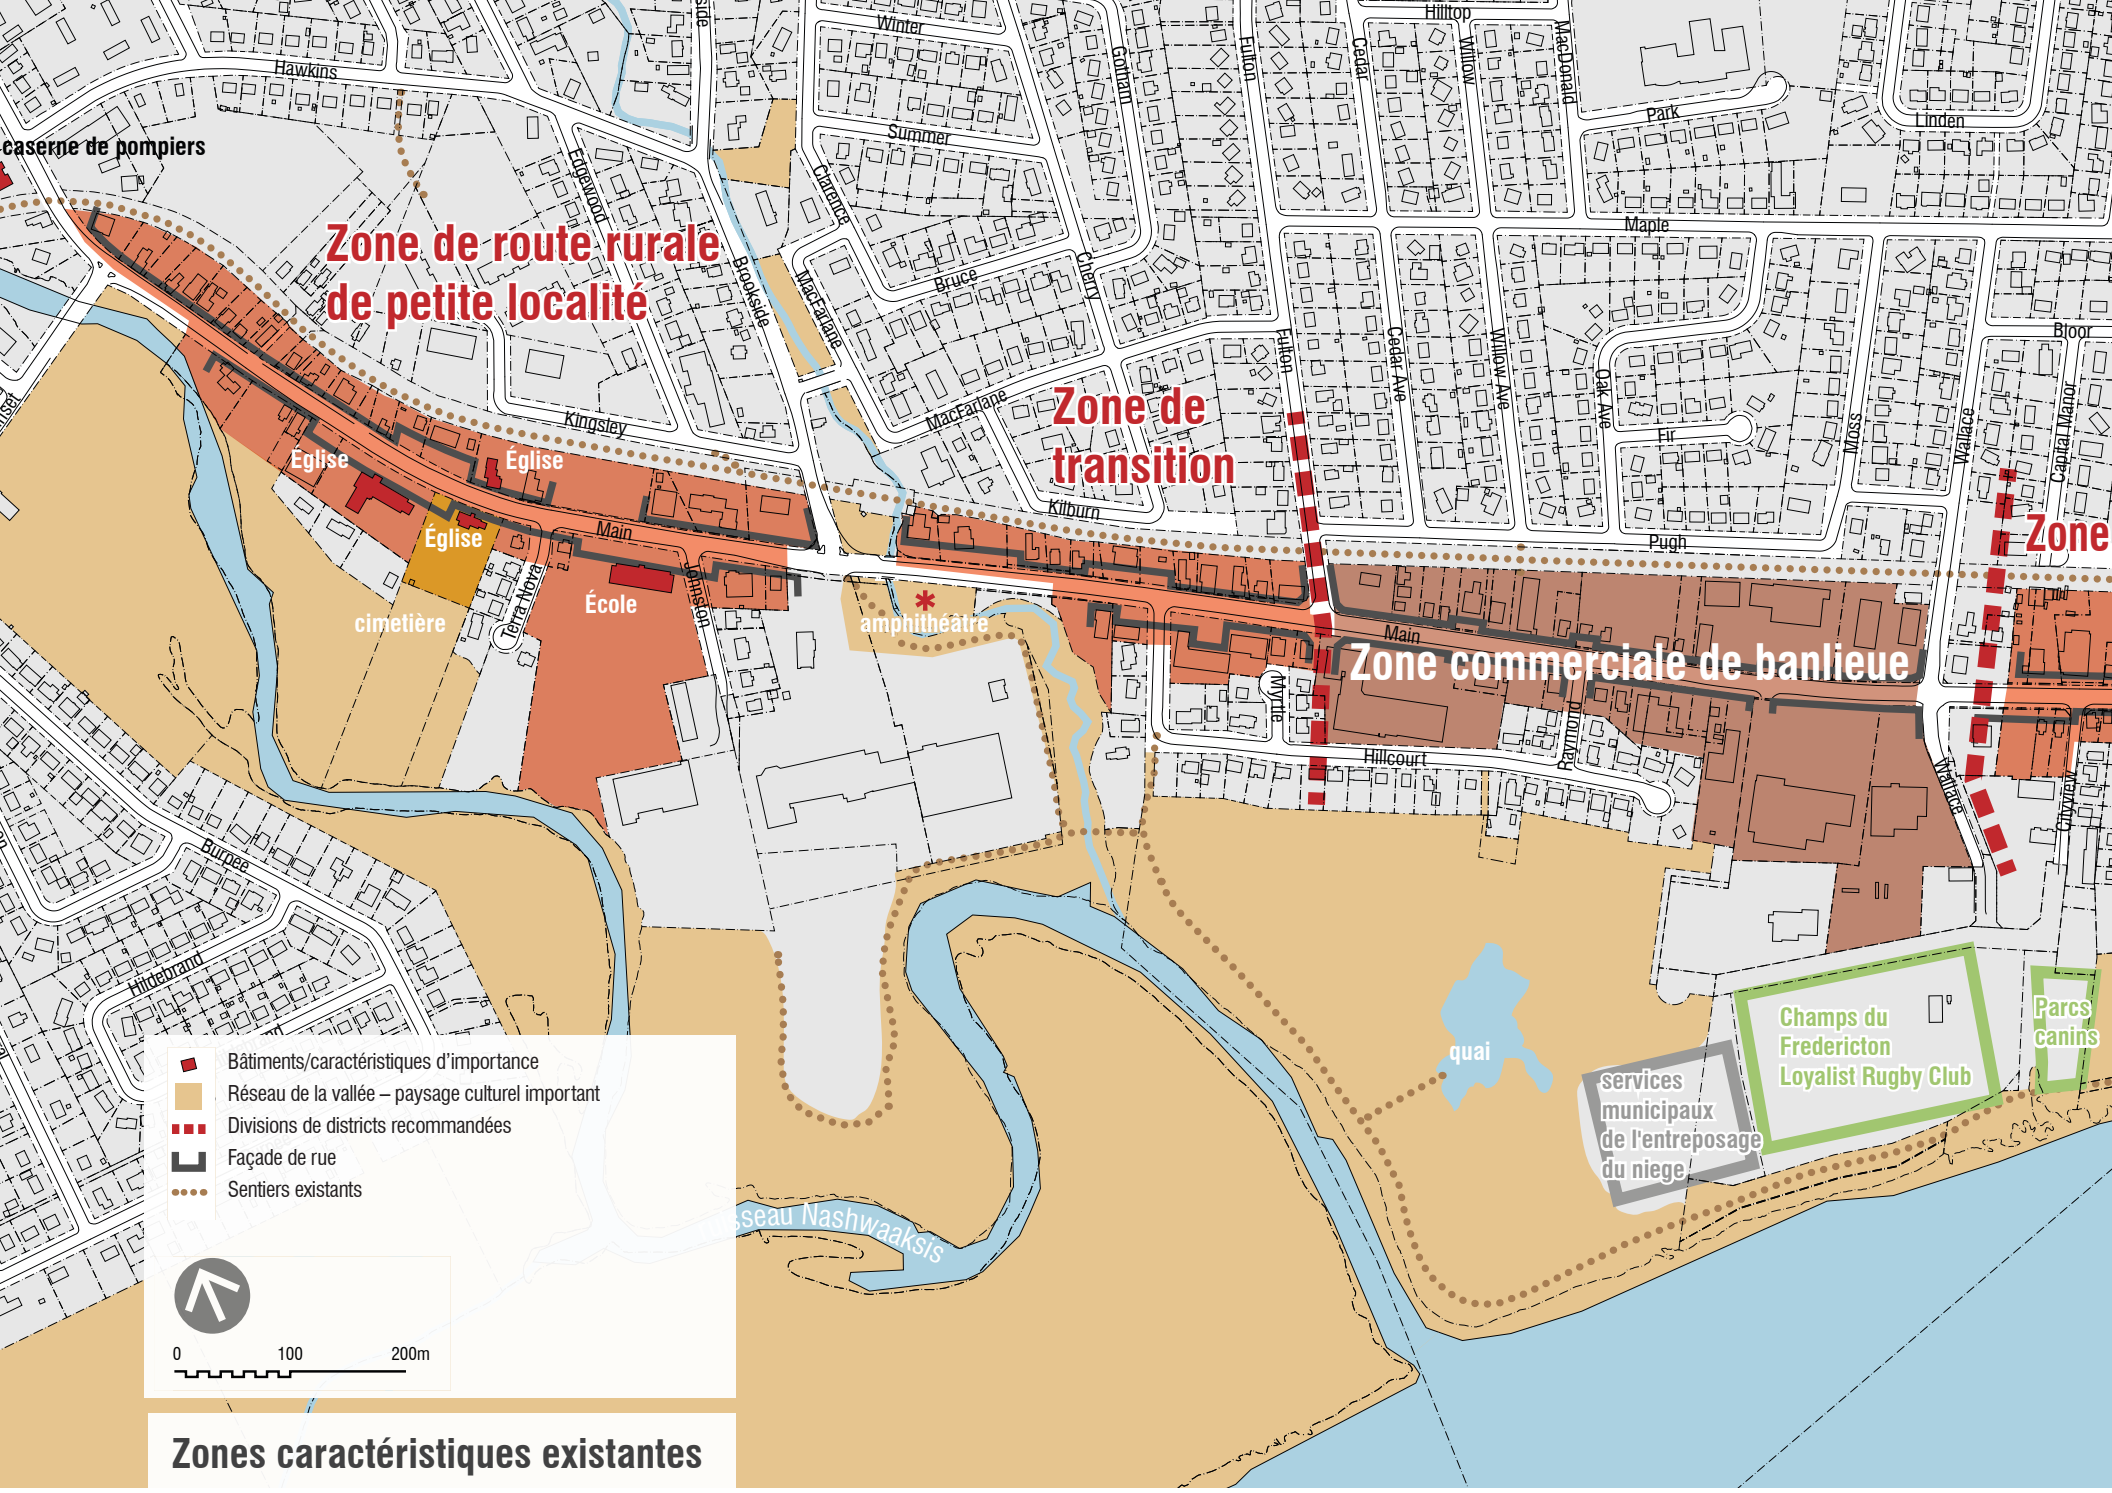 Winter
Hilltop
Hawkins
Gotham
Fulton
Cedar
Willow
MacDonald
Park
Linden
Summer
caserne de pompiers
Edgewood
Clarence
Zone de route rurale
de petite localité
Maple
Brookside
MacFarlane
Bruce
Cherry
Bloor
Fulton
Cedar Ave
Willow Ave
Oak Ave
Kingsley
MacFarlane
Zone de
transition
Fir
Moss
Wallace
Capital Manor
Église
Église
Kilburn
Main
Église
Pugh
Zone
Terra Nova
École
Johnston
cimetière
amphithéâtre
Main
Zone commerciale de banlieue
Myrtle
Raymond
Hillcourt
Wallace
Cityview
Burpee
Hildebrand
Champs du
Fredericton
Loyalist Rugby Club
Parcs
canins
quai
services
municipaux
de l'entreposage
du niege
sseau Nashwaaksis
Bâtiments/caractéristiques d'importance
Réseau de la vallée – paysage culturel important
Divisions de districts recommandées
Façade de rue
Sentiers existants
0 100 200m
Zones caractéristiques existantes